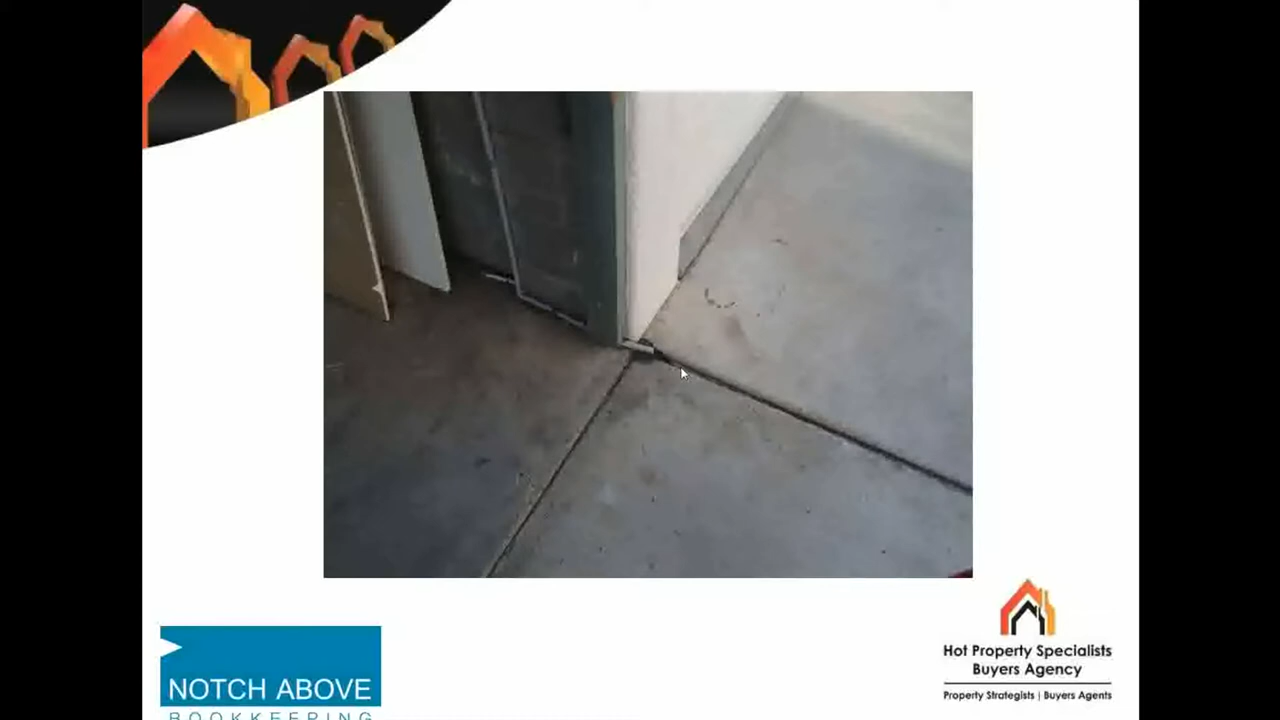 NOTCH ABOVE
BOOKKEEPING
Hot Property Specialists
Buyers Agency
Property Strategists | Buyers Agents